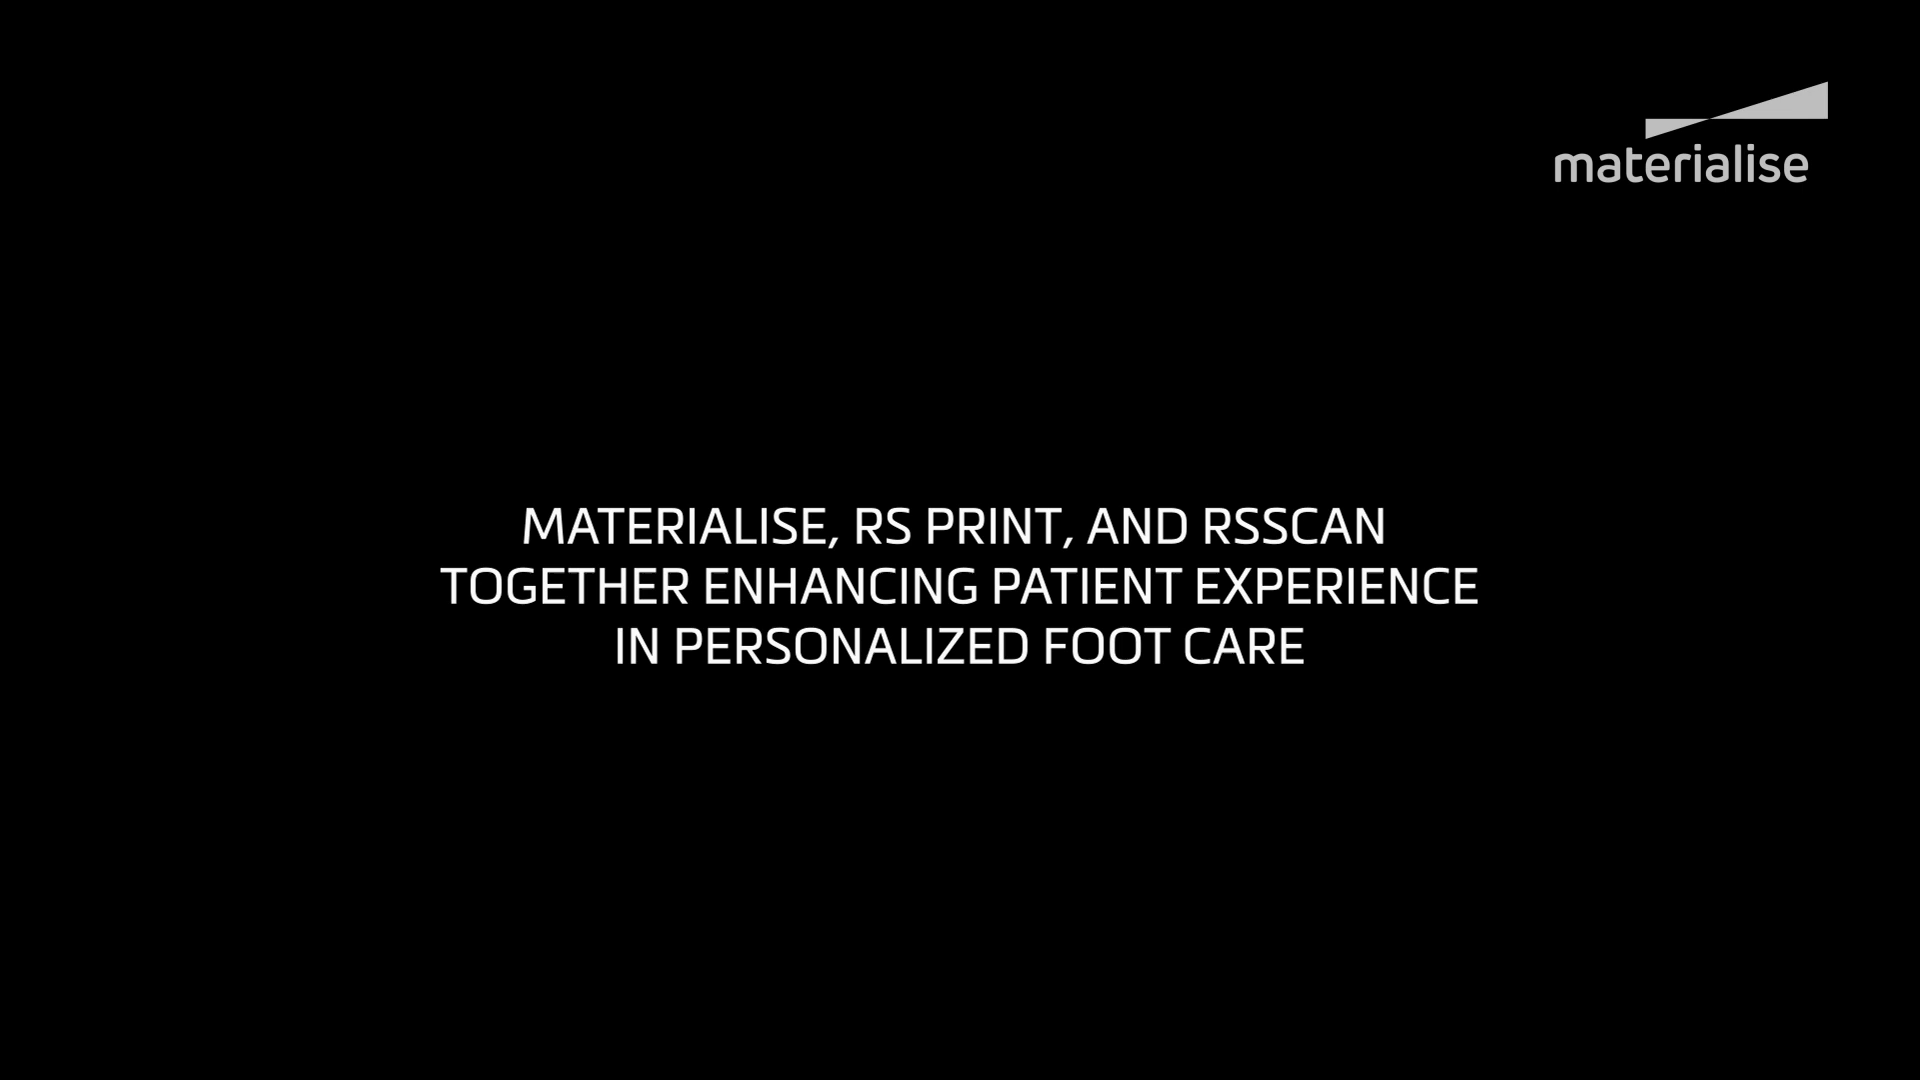 materialise
MATERIALISE, RS PRINT, AND RSSCAN
TOGETHER ENHANCING PATIENT EXPERIENCE
IN PERSONALIZED FOOT CARE